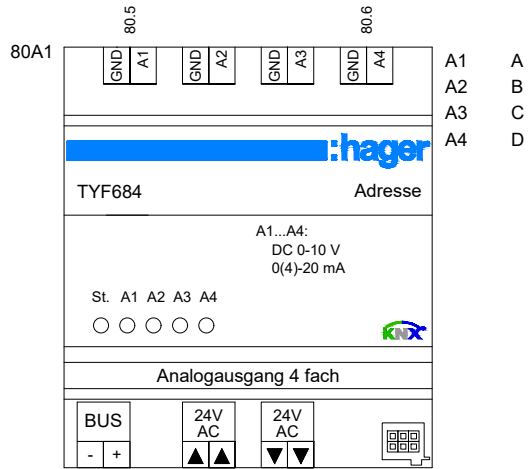 80.5 80.6
80A1
GND A1 GND A2 GND A3 GND A4
A1 A
A2 B
A3 C
A4 D
:hager
TYF684 Adresse
A1...A4:
DC 0-10 V
0(4)-20 mA
St. A1 A2 A3 A4
KNX
Analogausgang 4 fach
BUS 24V 24V
AC AC
- +